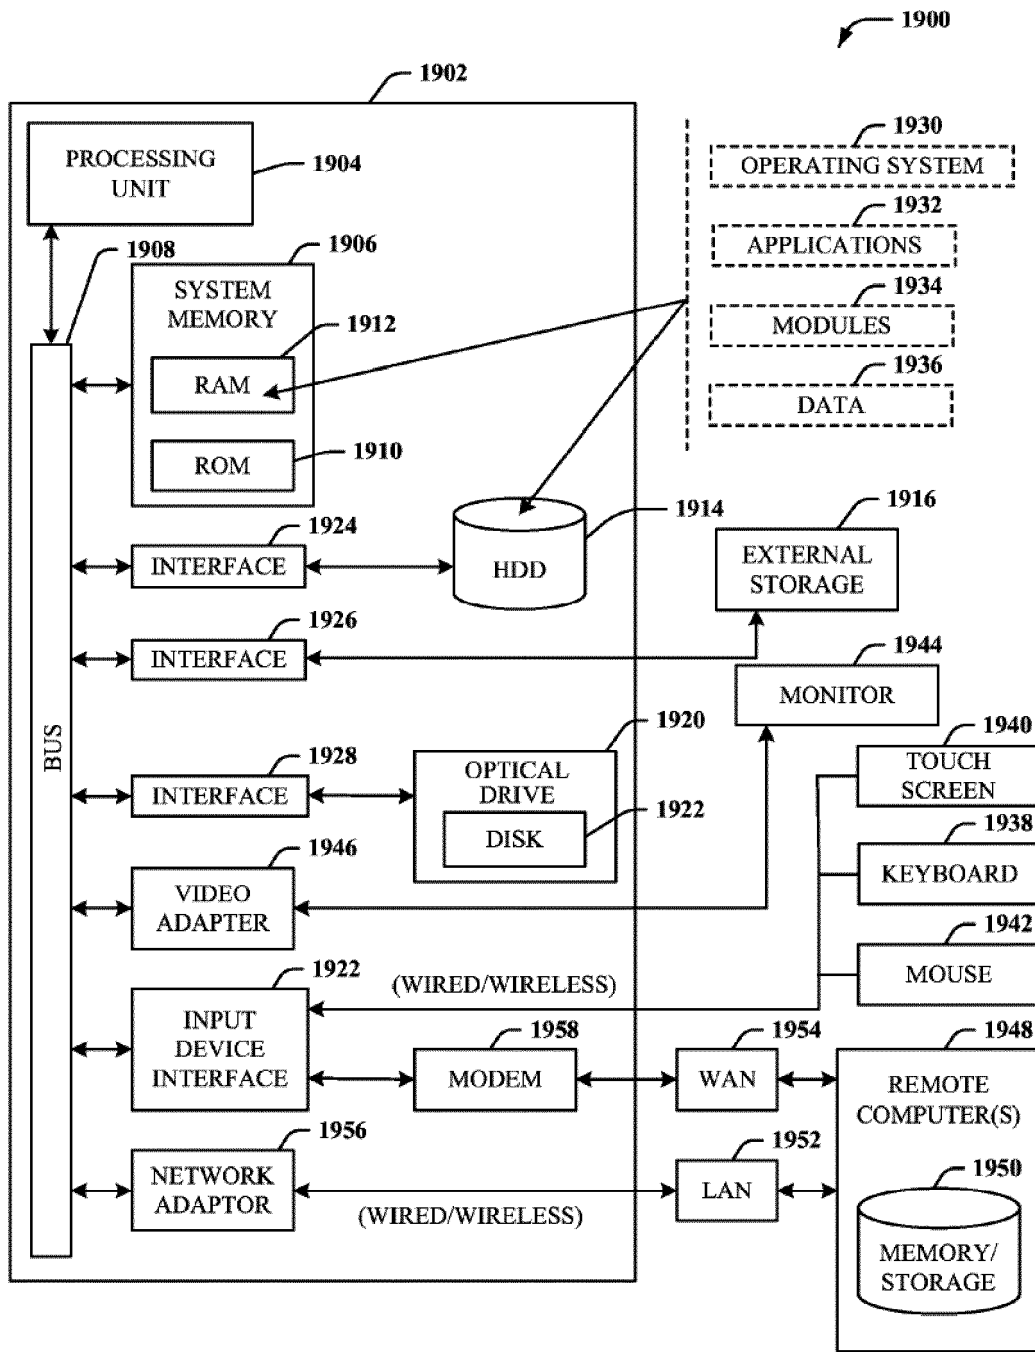 1900
1902
PROCESSING
UNIT
1904
1930
OPERATING SYSTEM
1932
APPLICATIONS
1934
MODULES
1936
DATA
1908
1906
SYSTEM
MEMORY
1912
RAM
1910
ROM
1924
INTERFACE
1914
HDD
1916
EXTERNAL
STORAGE
1926
INTERFACE
1944
MONITOR
BUS
1928
INTERFACE
1920
OPTICAL
DRIVE
1922
DISK
1940
TOUCH
SCREEN
1938
KEYBOARD
1942
MOUSE
1946
VIDEO
ADAPTER
1922
INPUT
DEVICE
INTERFACE
(WIRED/WIRELESS)
1958
MODEM
1954
WAN
1948
REMOTE
COMPUTER(S)
1956
NETWORK
ADAPTOR
(WIRED/WIRELESS)
1952
LAN
1950
MEMORY/
STORAGE